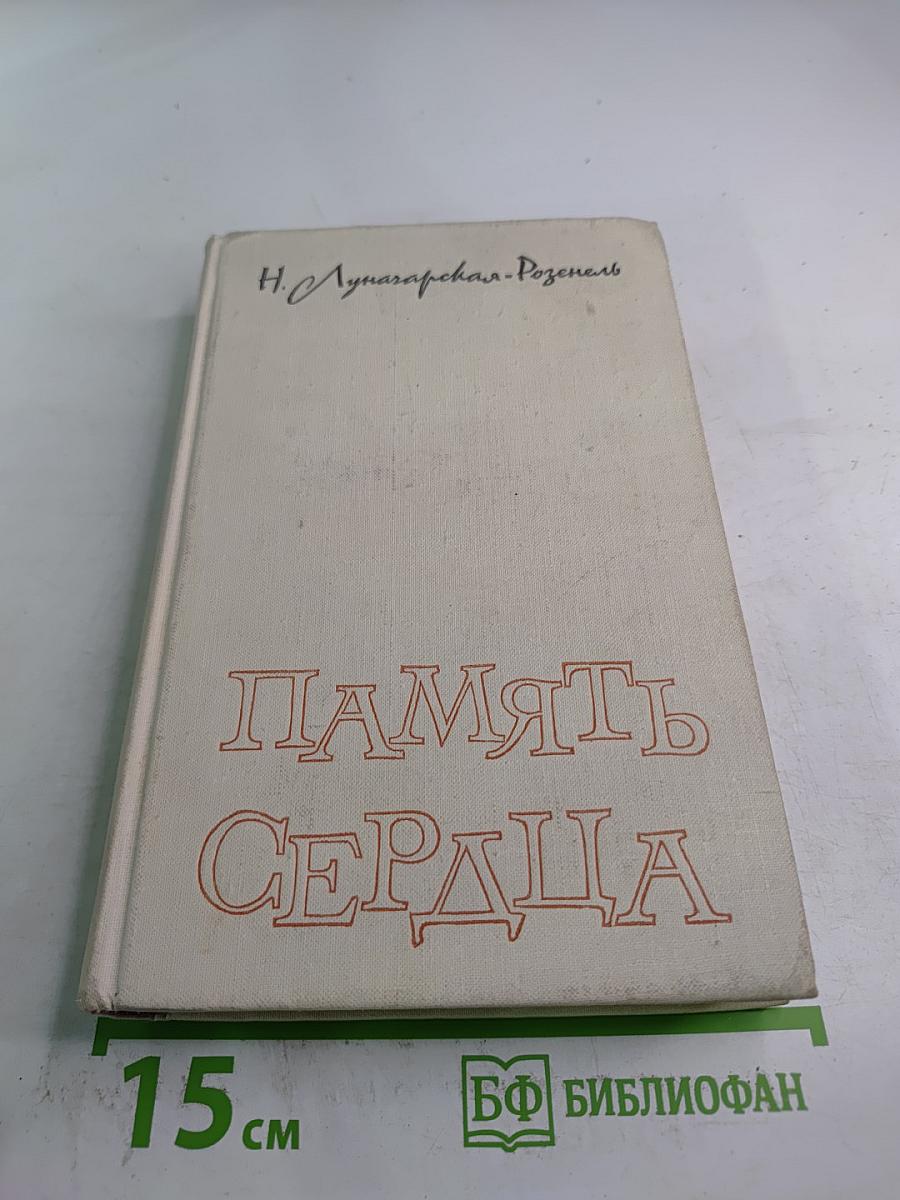 Н. Луначарская-Розенель
ПАМЯТЬ
СЕРДЦА
15 см
БФ БИБЛИОФАН